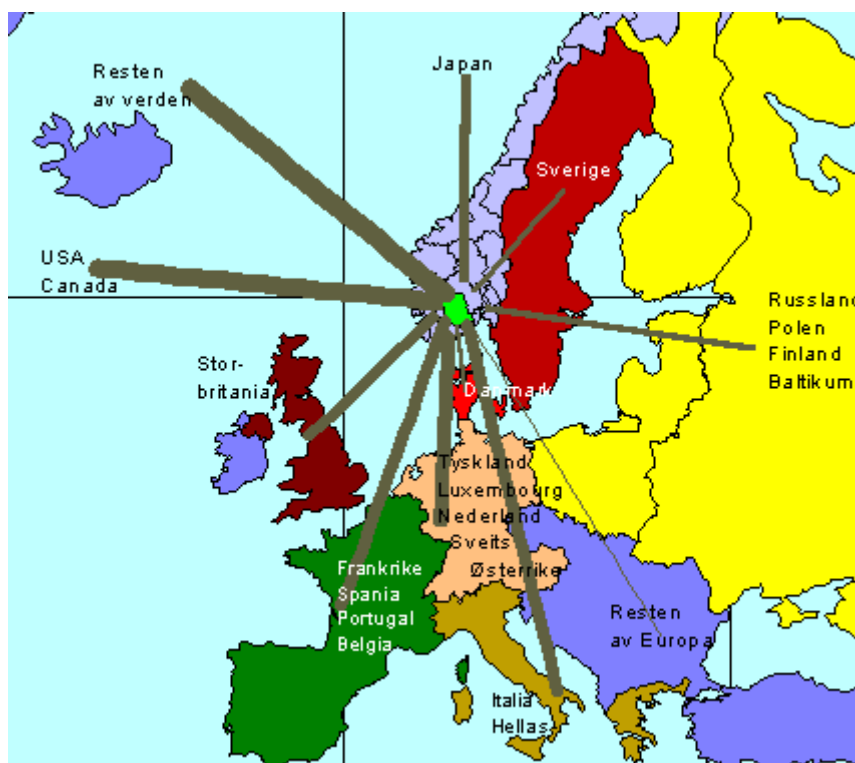 Resten
av verden
Japan
Sverige
USA
Canada
Russland
Polen
Finland
Baltikum
Stor-
britania
Danmark
Tyskland
Luxembourg
Nederland
Sveits
Østerrike
Frankrike
Spania
Portugal
Belgia
Resten
av Europa
Italia
Hellas